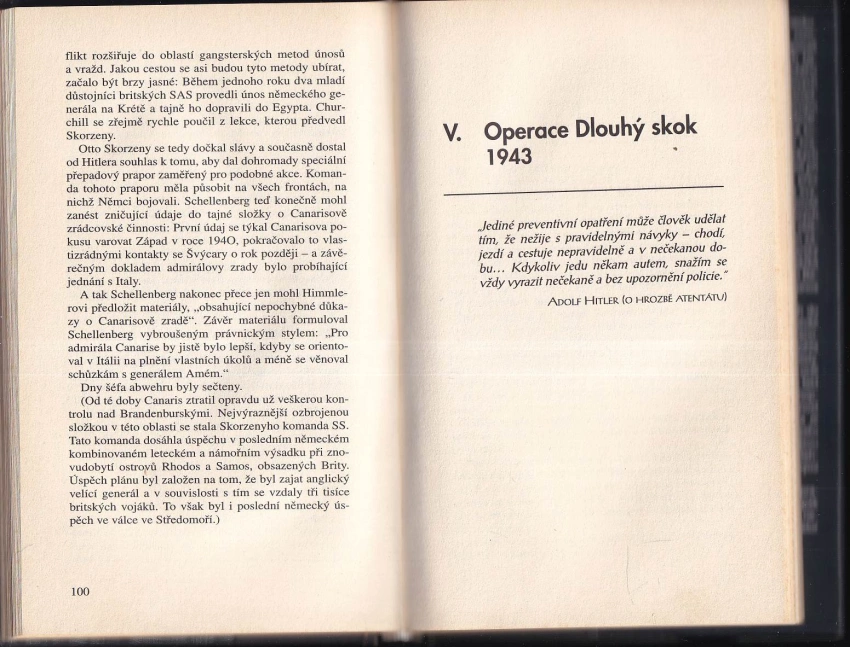 flikt rozšiřuje do oblastí gangsterských metod únosů
a vražd. Jakou cestou se asi budou tyto metody ubírat,
začalo být brzy jasné: Během jednoho roku dva mladí
důstojníci britských SAS provedli únos německého ge-
nerála na Krétě a tajně ho dopravili do Egypta. Chur-
chill se zřejmě rychle poučil z lekce, kterou předvedl
Skorzeny.
Otto Skorzeny se tedy dočkal slávy a současně dostal
od Hitlera souhlas k tomu, aby dal dohromady speciální
přepadový prapor zaměřený pro podobné akce. Koman-
da tohoto praporu měla působit na všech frontách, na
nichž Němci bojovali. Schellenberg teď konečně mohl
zanést zničující údaje do tajné složky o Canarisově
zrádcovské činnosti: První údaj se týkal Canarisova po-
kusu varovat Západ v roce 194O, pokračovalo to vlas-
tizrádnými kontakty se Švýcary o rok později – a závě-
rečným dokladem admirálovy zrady bylo probíhající
jednání s Italy.
A tak Schellenberg nakonec přece jen mohl Himmle-
rovi předložit materiály, „obsahující nepochybné důka-
zy o Canarisově zradě“. Závěr materiálu formuloval
Schellenberg vybroušeným právnickým stylem: „Pro
admirála Canarise by jistě bylo lepší, kdyby se oriento-
val v Itálii na plnění vlastních úkolů a méně se věnoval
schůzkám s generálem Amém.“
Dny šéfa abwehru byly sečteny.
(Od té doby Canaris ztratil opravdu už veškerou kon-
trolu nad Brandenburskými. Nejvýraznější ozbrojenou
složkou v této oblasti se stala Skorzenyho komanda SS.
Tato komanda dosáhla úspěchu v posledním německém
kombinovaném leteckém a námořním výsadku při zno-
vudobytí ostrovů Rhodos a Samos, obsazených Brity.
Úspěch plánu byl založen na tom, že byl zajat anglický
velící generál a v souvislosti s tím se vzdaly tři tisíce
britských vojáků. To však byl i poslední německý ús-
pěch ve válce ve Středomoří.)
100
V. Operace Dlouhý skok
1943
„Jediné preventivní opatření může člověk udělat
tím, že nežije s pravidelnými návyky – chodí,
jezdí a cestuje nepravidelně a v nečekanou do-
bu... Kdykoliv jedu někam autem, snažím se
vždy vyrazit nečekaně a bez upozornění policie.“
ADOLF HITLER (O HROZBĚ ATENTÁTU)